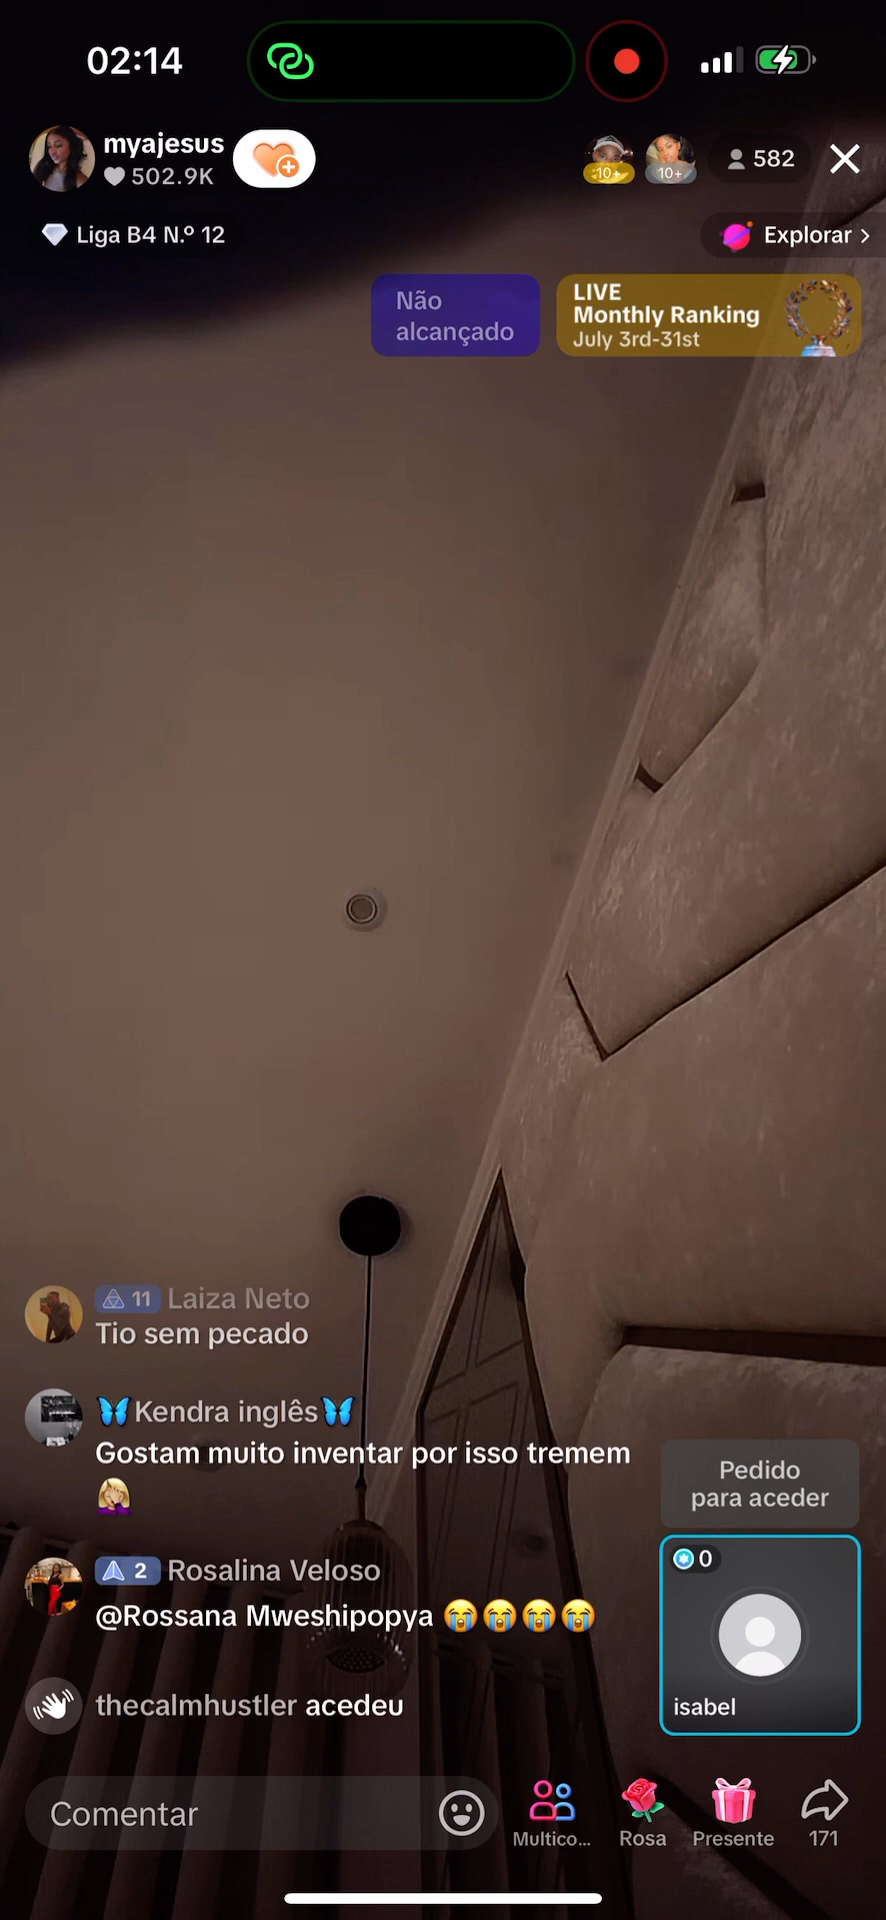 02:14
myajesus
502.9K
10+
10+
582
Liga B4 N.º 12
Explorar >
Não
alcançado
LIVE
Monthly Ranking
July 3rd-31st
11 Laiza Neto
Tio sem pecado
🦋Kendra inglês🦋
Gostam muito inventar por isso tremem
🤦🏼‍♀️
Pedido
para aceder
2 Rosalina Veloso
@Rossana Mweshipopya 😭😭😭😭
0
isabel
thecalmhustler acedeu
Comentar
Multico...
Rosa
Presente
171